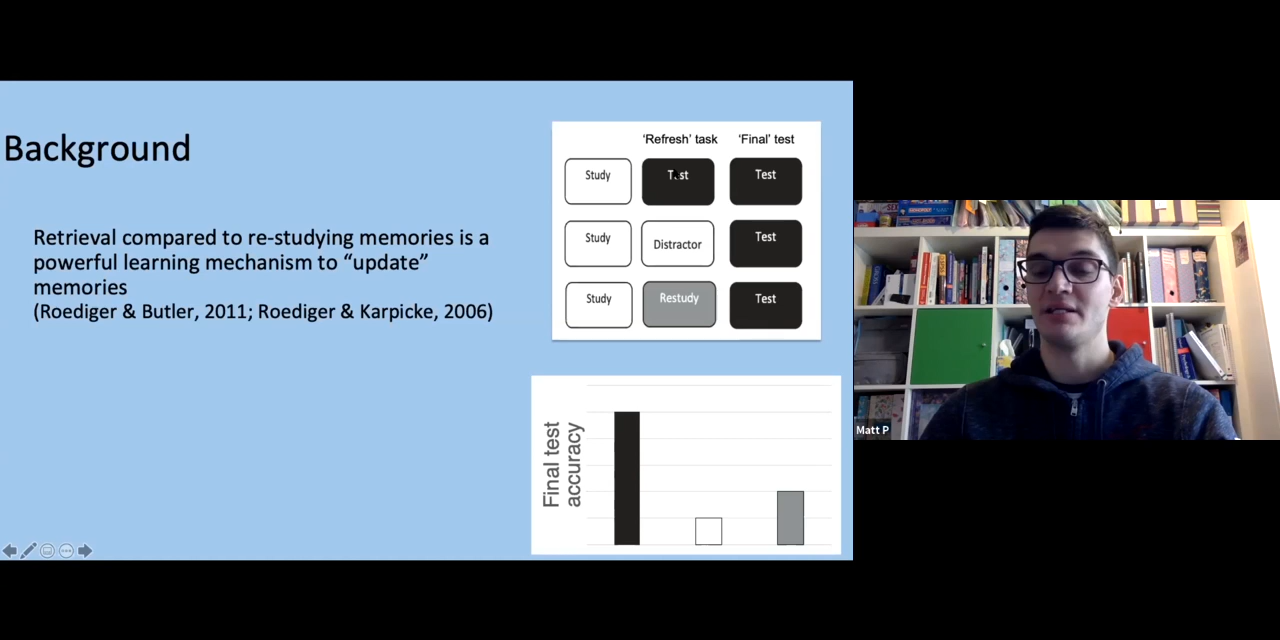 Background
Retrieval compared to re-studying memories is a
powerful learning mechanism to “update”
memories
(Roediger & Butler, 2011; Roediger & Karpicke, 2006)
‘Refresh’ task ‘Final’ test
Study Test Test
Study Distractor Test
Study Restudy Test
Final test
accuracy
Matt P